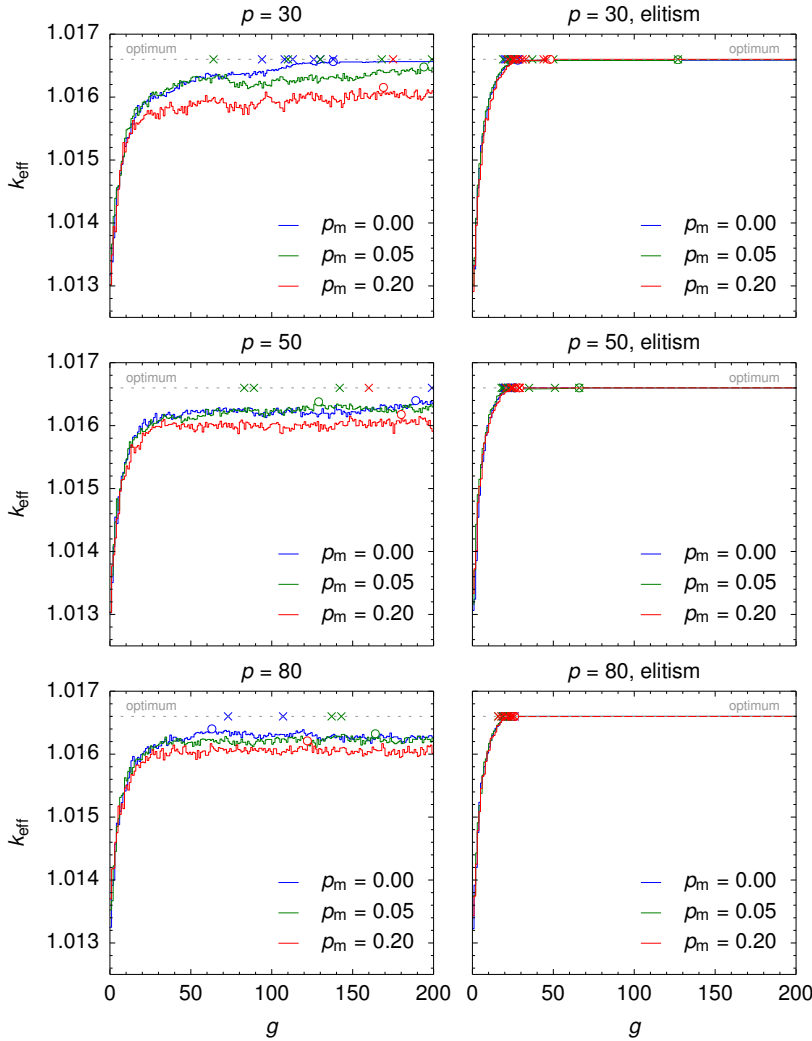 p = 30
p = 30, elitism
1.017
1.016
1.015
1.014
1.013
keff
optimum
pm = 0.00
pm = 0.05
pm = 0.20
optimum
pm = 0.00
pm = 0.05
pm = 0.20
p = 50
p = 50, elitism
1.017
1.016
1.015
1.014
1.013
keff
optimum
pm = 0.00
pm = 0.05
pm = 0.20
optimum
pm = 0.00
pm = 0.05
pm = 0.20
p = 80
p = 80, elitism
1.017
1.016
1.015
1.014
1.013
keff
optimum
pm = 0.00
pm = 0.05
pm = 0.20
optimum
pm = 0.00
pm = 0.05
pm = 0.20
0 50 100 150 200
0 50 100 150 200
g
g